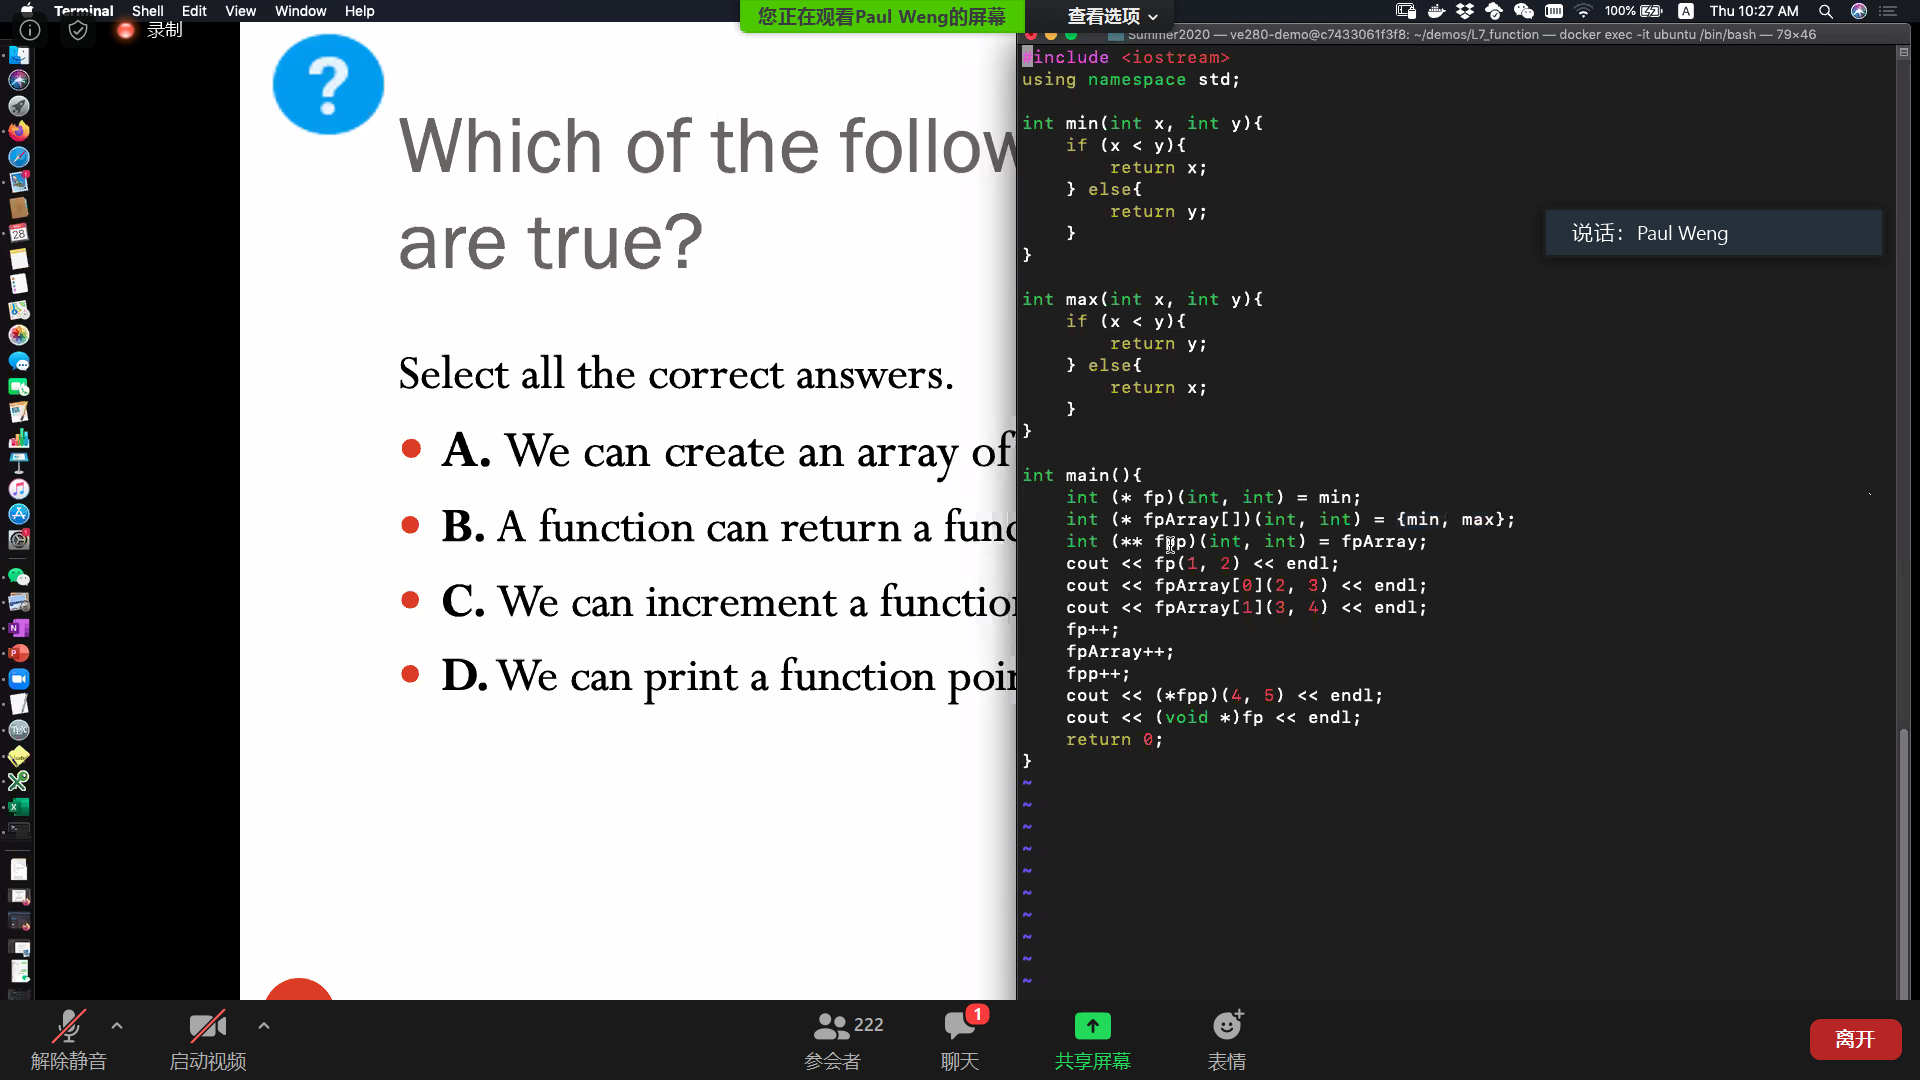 Terminal Shell Edit View Window Help
您正在观看Paul Weng的屏幕
查看选项
100%
A
Thu 10:27 AM
录制
Summer2020 — ve280-demo@c7433061f3f8: ~/demos/L7_function — docker exec -it ubuntu /bin/bash — 79×46
?
Which of the follow
are true?
Select all the correct answers.
A. We can create an array of
B. A function can return a func
C. We can increment a function
D. We can print a function poin
#include <iostream>
using namespace std;
int min(int x, int y){
if (x < y){
return x;
} else{
return y;
}
}
int max(int x, int y){
if (x < y){
return y;
} else{
return x;
}
}
int main(){
int (* fp)(int, int) = min;
int (* fpArray[])(int, int) = {min, max};
int (** fpp)(int, int) = fpArray;
cout << fp(1, 2) << endl;
cout << fpArray[0](2, 3) << endl;
cout << fpArray[1](3, 4) << endl;
fp++;
fpArray++;
fpp++;
cout << (*fpp)(4, 5) << endl;
cout << (void *)fp << endl;
return 0;
}
~
~
~
~
~
~
~
~
~
~
说话： Paul Weng
28
解除静音
启动视频
222
参会者
1
聊天
共享屏幕
表情
离开